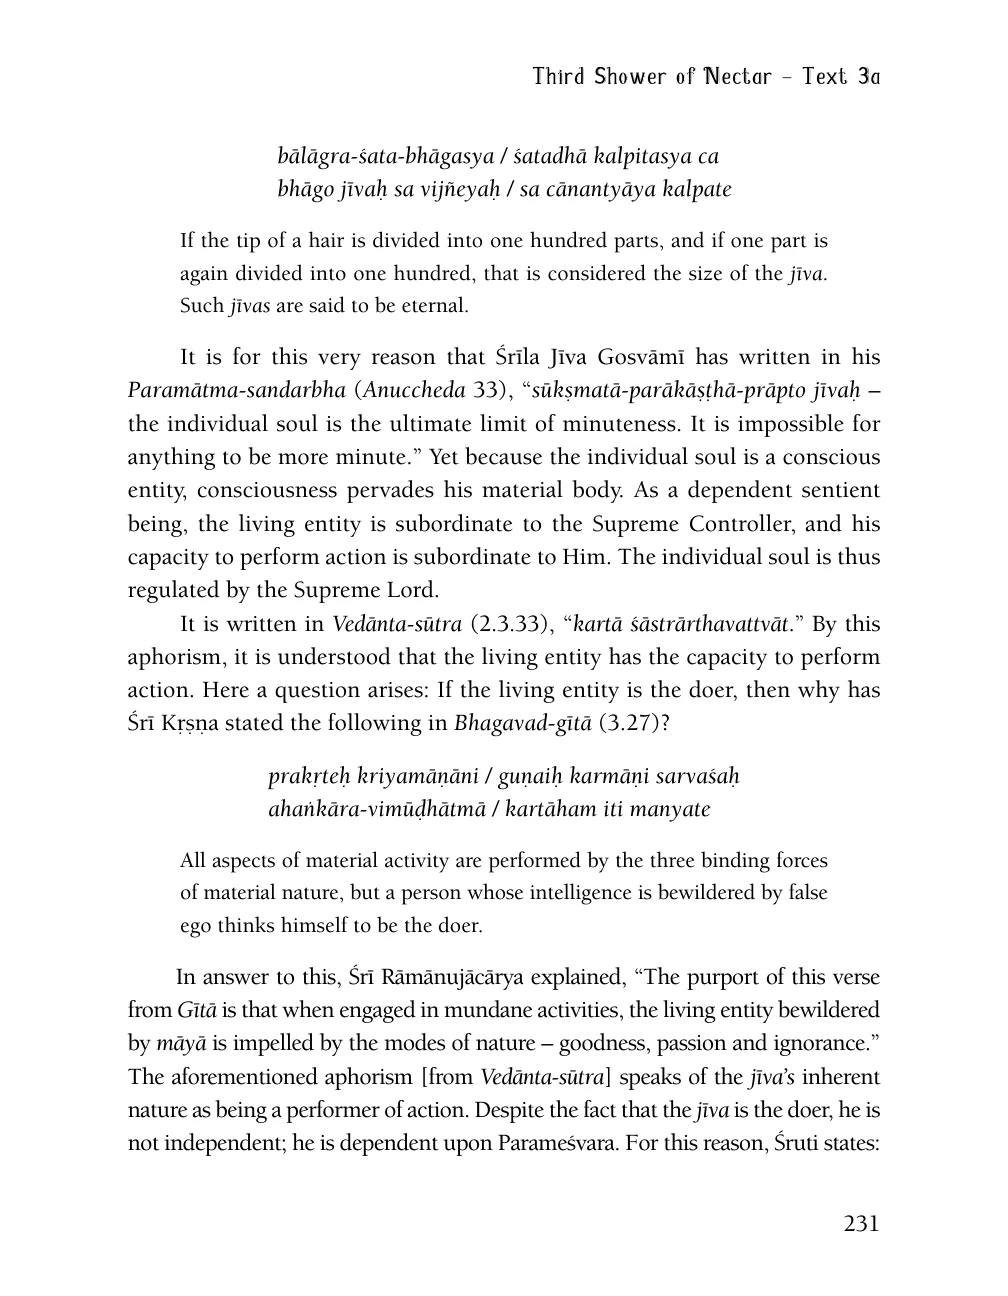 Third Shower of Nectar – Text 3a
bālāgra-śata-bhāgasya / śatadhā kalpitasya ca
bhāgo jīvaḥ sa vijñeyaḥ / sa cānantyāya kalpate
If the tip of a hair is divided into one hundred parts, and if one part is
again divided into one hundred, that is considered the size of the jīva.
Such jīvas are said to be eternal.
It is for this very reason that Śrīla Jīva Gosvāmī has written in his
Paramātma-sandarbha (Anuccheda 33), “sūkṣmatā-parākāṣṭhā-prāpto jīvaḥ –
the individual soul is the ultimate limit of minuteness. It is impossible for
anything to be more minute.” Yet because the individual soul is a conscious
entity, consciousness pervades his material body. As a dependent sentient
being, the living entity is subordinate to the Supreme Controller, and his
capacity to perform action is subordinate to Him. The individual soul is thus
regulated by the Supreme Lord.
It is written in Vedānta-sūtra (2.3.33), “kartā śāstrārthavattvāt.” By this
aphorism, it is understood that the living entity has the capacity to perform
action. Here a question arises: If the living entity is the doer, then why has
Śrī Kṛṣṇa stated the following in Bhagavad-gītā (3.27)?
prakṛteḥ kriyamāṇāni / guṇaiḥ karmāṇi sarvaśaḥ
ahaṅkāra-vimūḍhātmā / kartāham iti manyate
All aspects of material activity are performed by the three binding forces
of material nature, but a person whose intelligence is bewildered by false
ego thinks himself to be the doer.
In answer to this, Śrī Rāmānujācārya explained, “The purport of this verse
from Gītā is that when engaged in mundane activities, the living entity bewildered
by māyā is impelled by the modes of nature – goodness, passion and ignorance.”
The aforementioned aphorism [from Vedānta-sūtra] speaks of the jīva’s inherent
nature as being a performer of action. Despite the fact that the jīva is the doer, he is
not independent; he is dependent upon Parameśvara. For this reason, Śruti states:
231